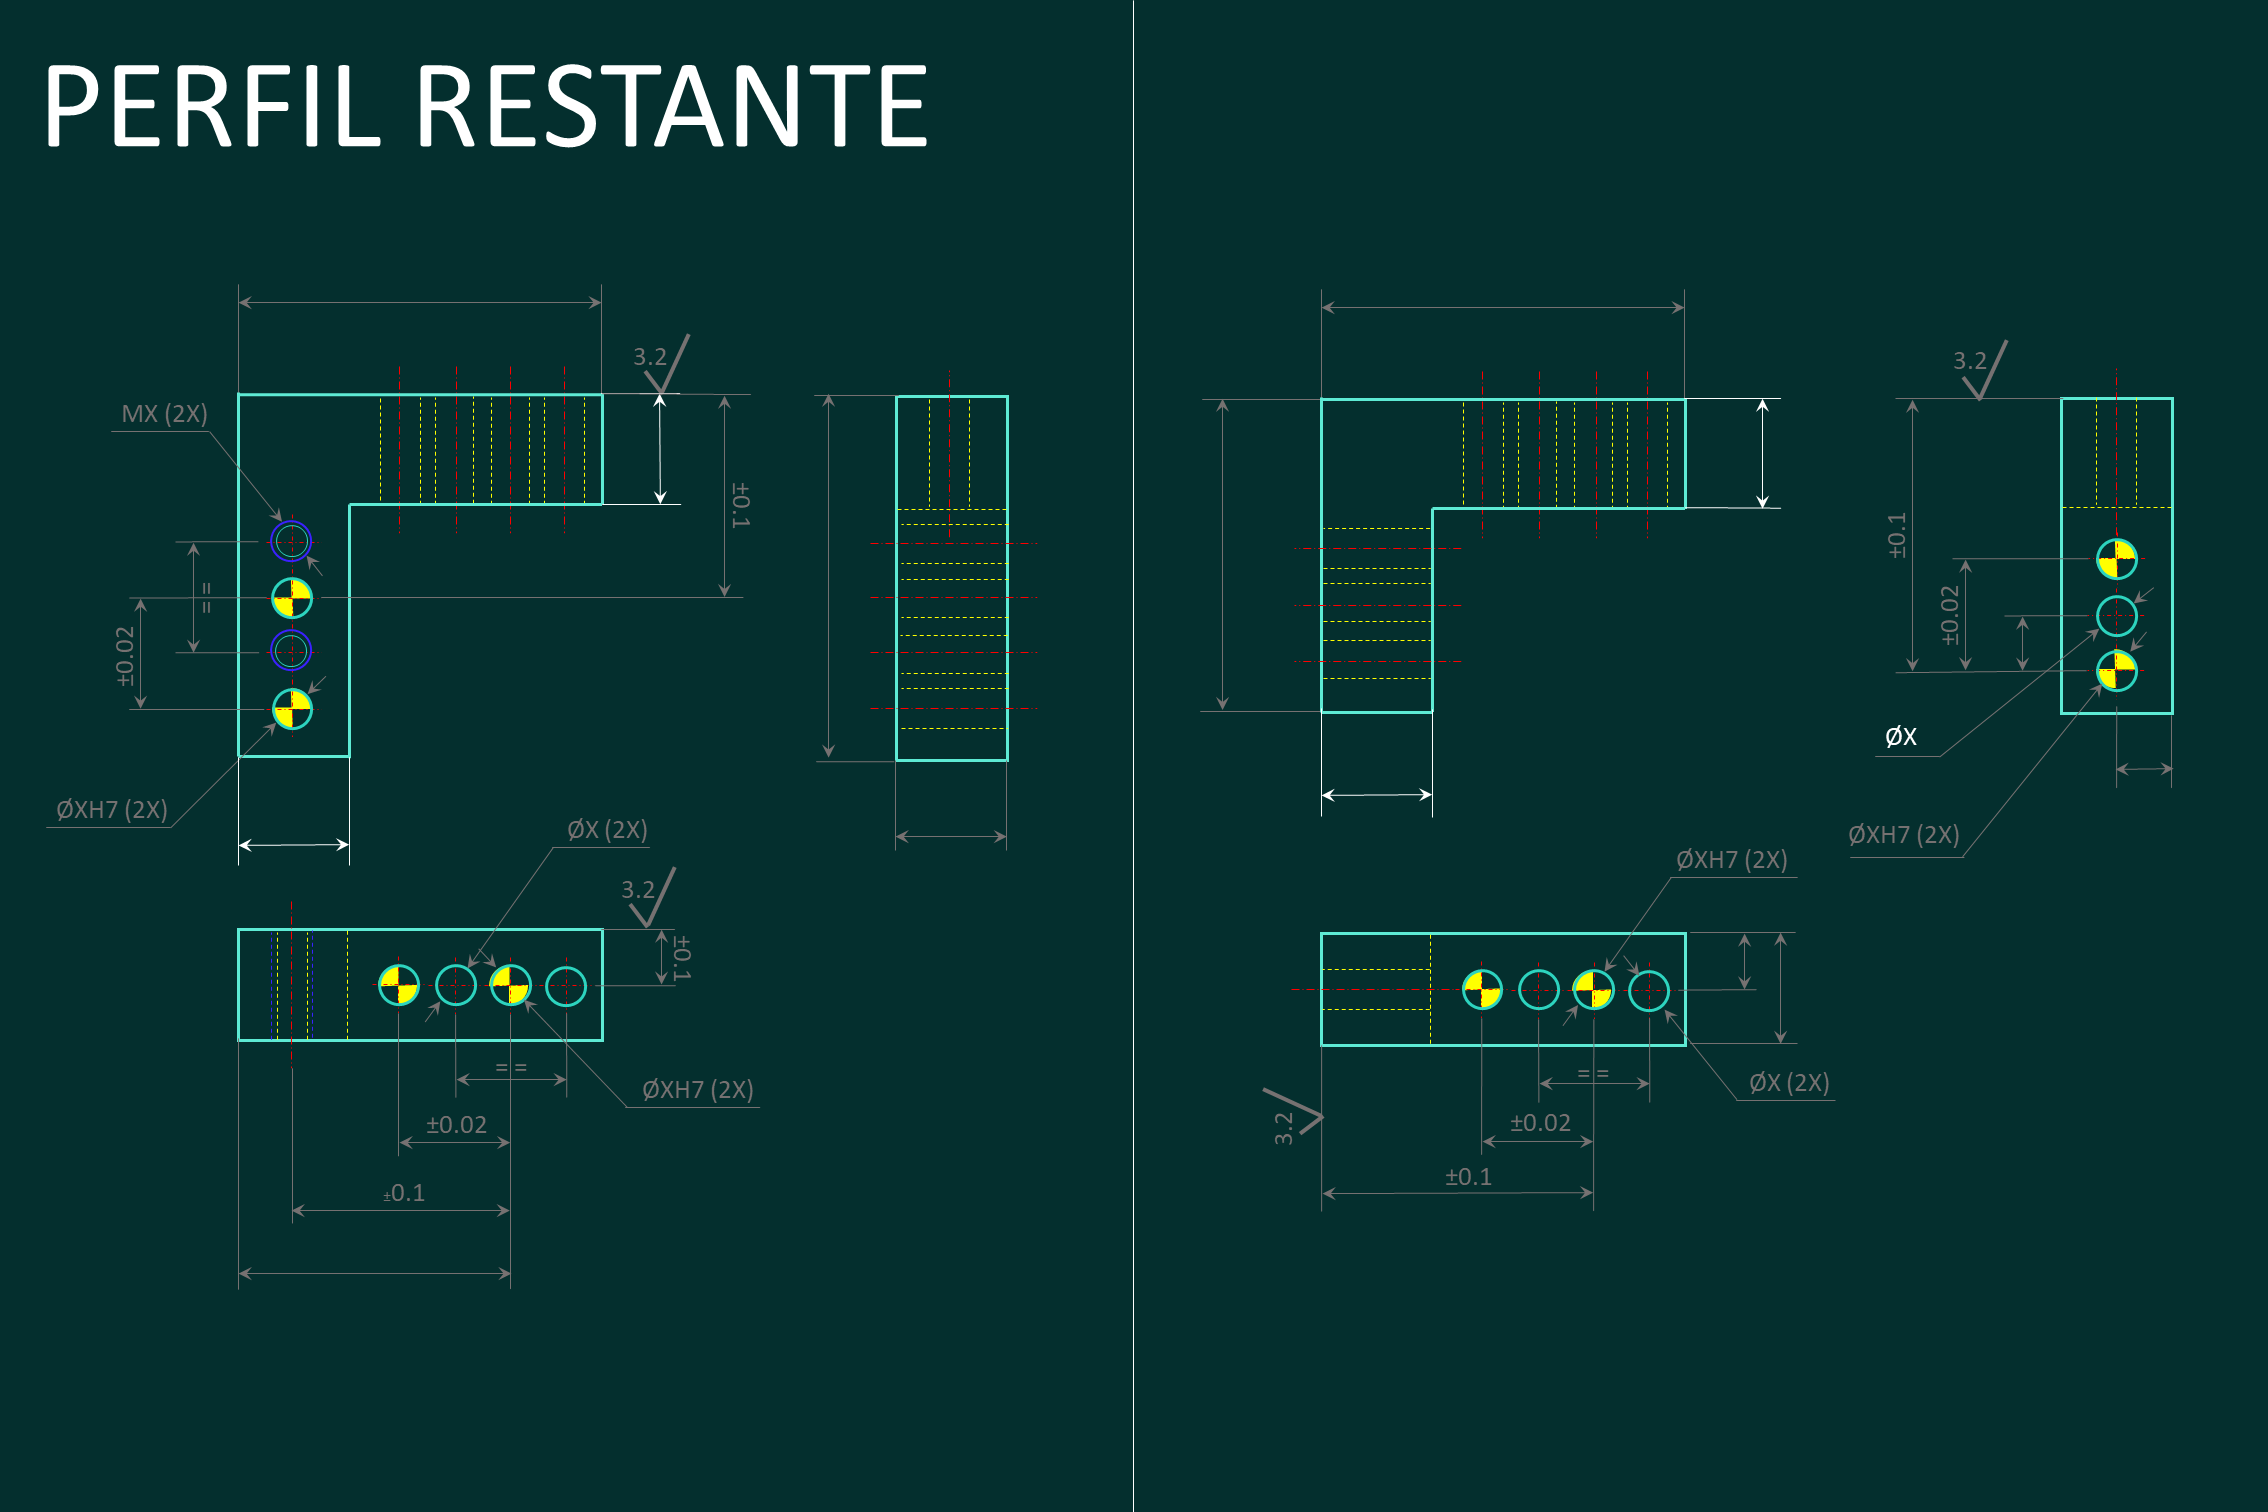 PERFIL RESTANTE
3.2
MX (2X)
±0.1
=
=
±0.02
ØXH7 (2X)
ØX (2X)
3.2
±0.1
= =
ØXH7 (2X)
±0.02
±0.1
3.2
±0.1
±0.02
ØX
ØXH7 (2X)
ØXH7 (2X)
= =
ØX (2X)
3.2
±0.02
±0.1